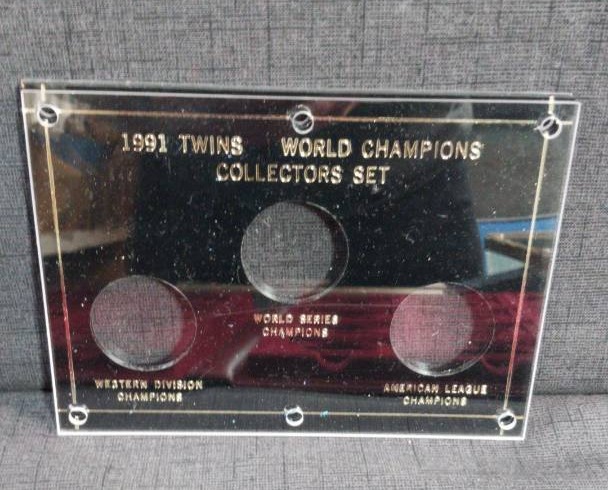 1991 TWINS WORLD CHAMPIONS
COLLECTORS SET
WORLD SERIES
CHAMPIONS
WESTERN DIVISION
CHAMPIONS
AMERICAN LEAGUE
CHAMPIONS